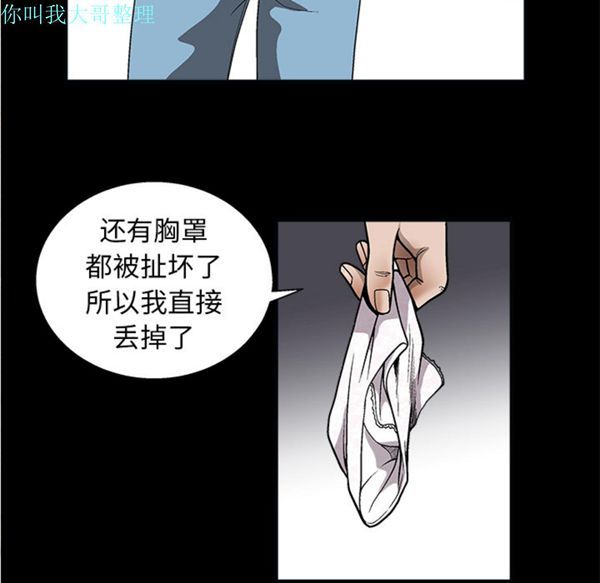 你叫我大哥整理
还有胸罩
都被扯坏了
所以我直接
丢掉了